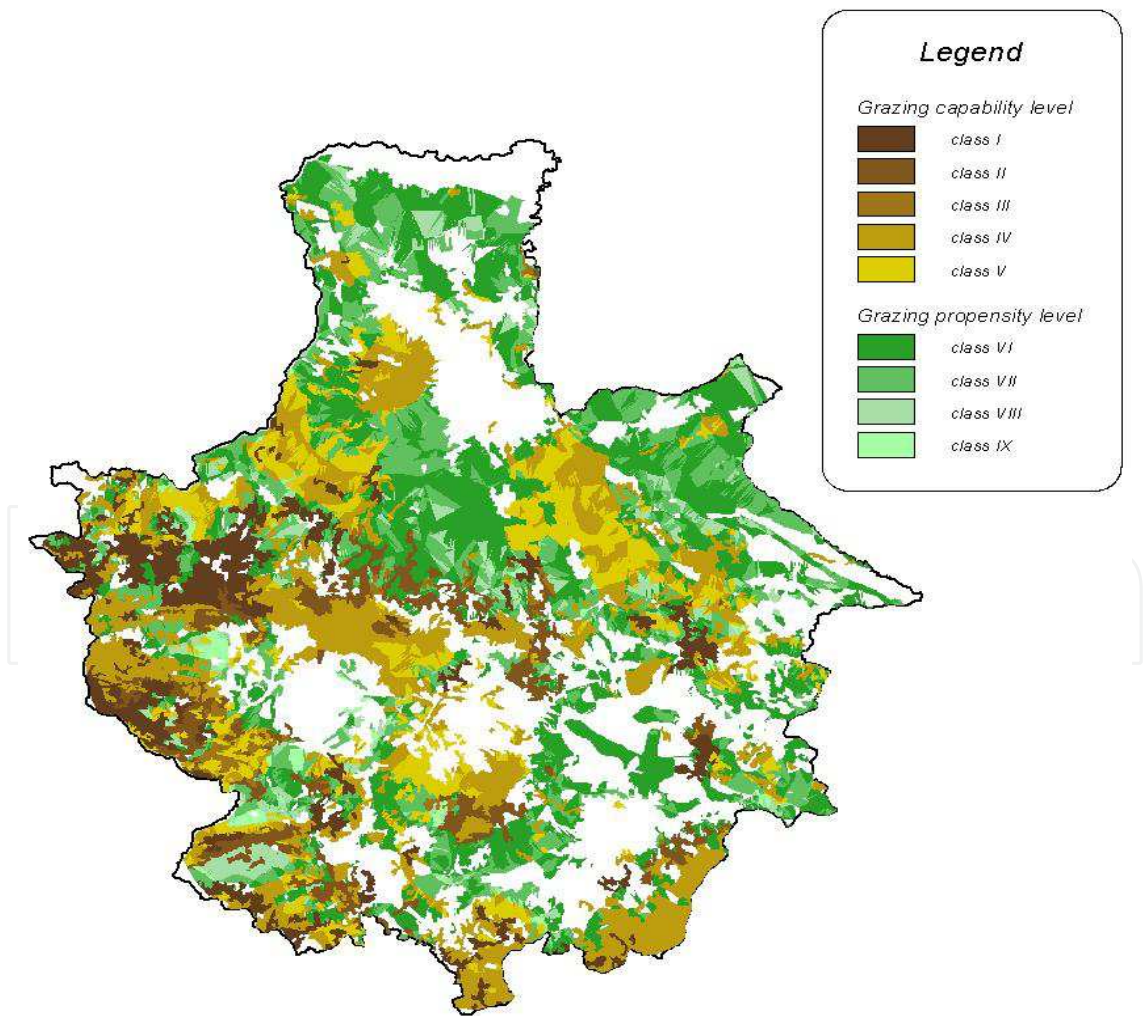 Legend
Grazing capability level
class I
class II
class III
class IV
class V
Grazing propensity level
class VI
class VII
class VIII
class IX